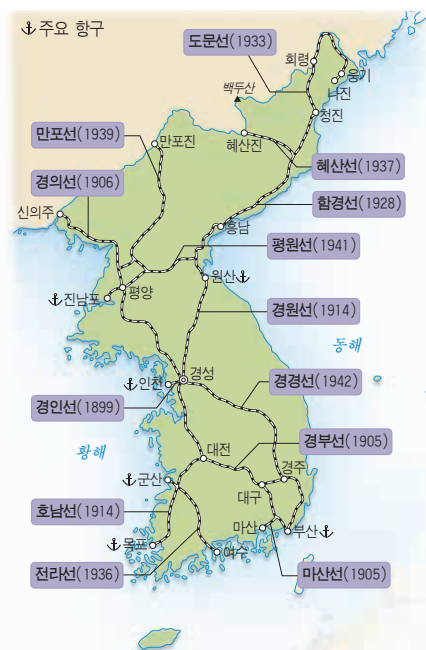 ⚓주요 항구
도문선(1933)
회령
웅기
나진
백두산
청진
만포선(1939)
만포진
혜산진
혜산선(1937)
경의선(1906)
함경선(1928)
신의주
흥남
평원선(1941)
원산⚓
⚓진남포
평양
경원선(1914)
동해
경성
⚓인천
경경선(1942)
경인선(1899)
황해
대전
경부선(1905)
⚓군산
경주
대구
호남선(1914)
마산
부산⚓
⚓목포
여수
전라선(1936)
마산선(1905)